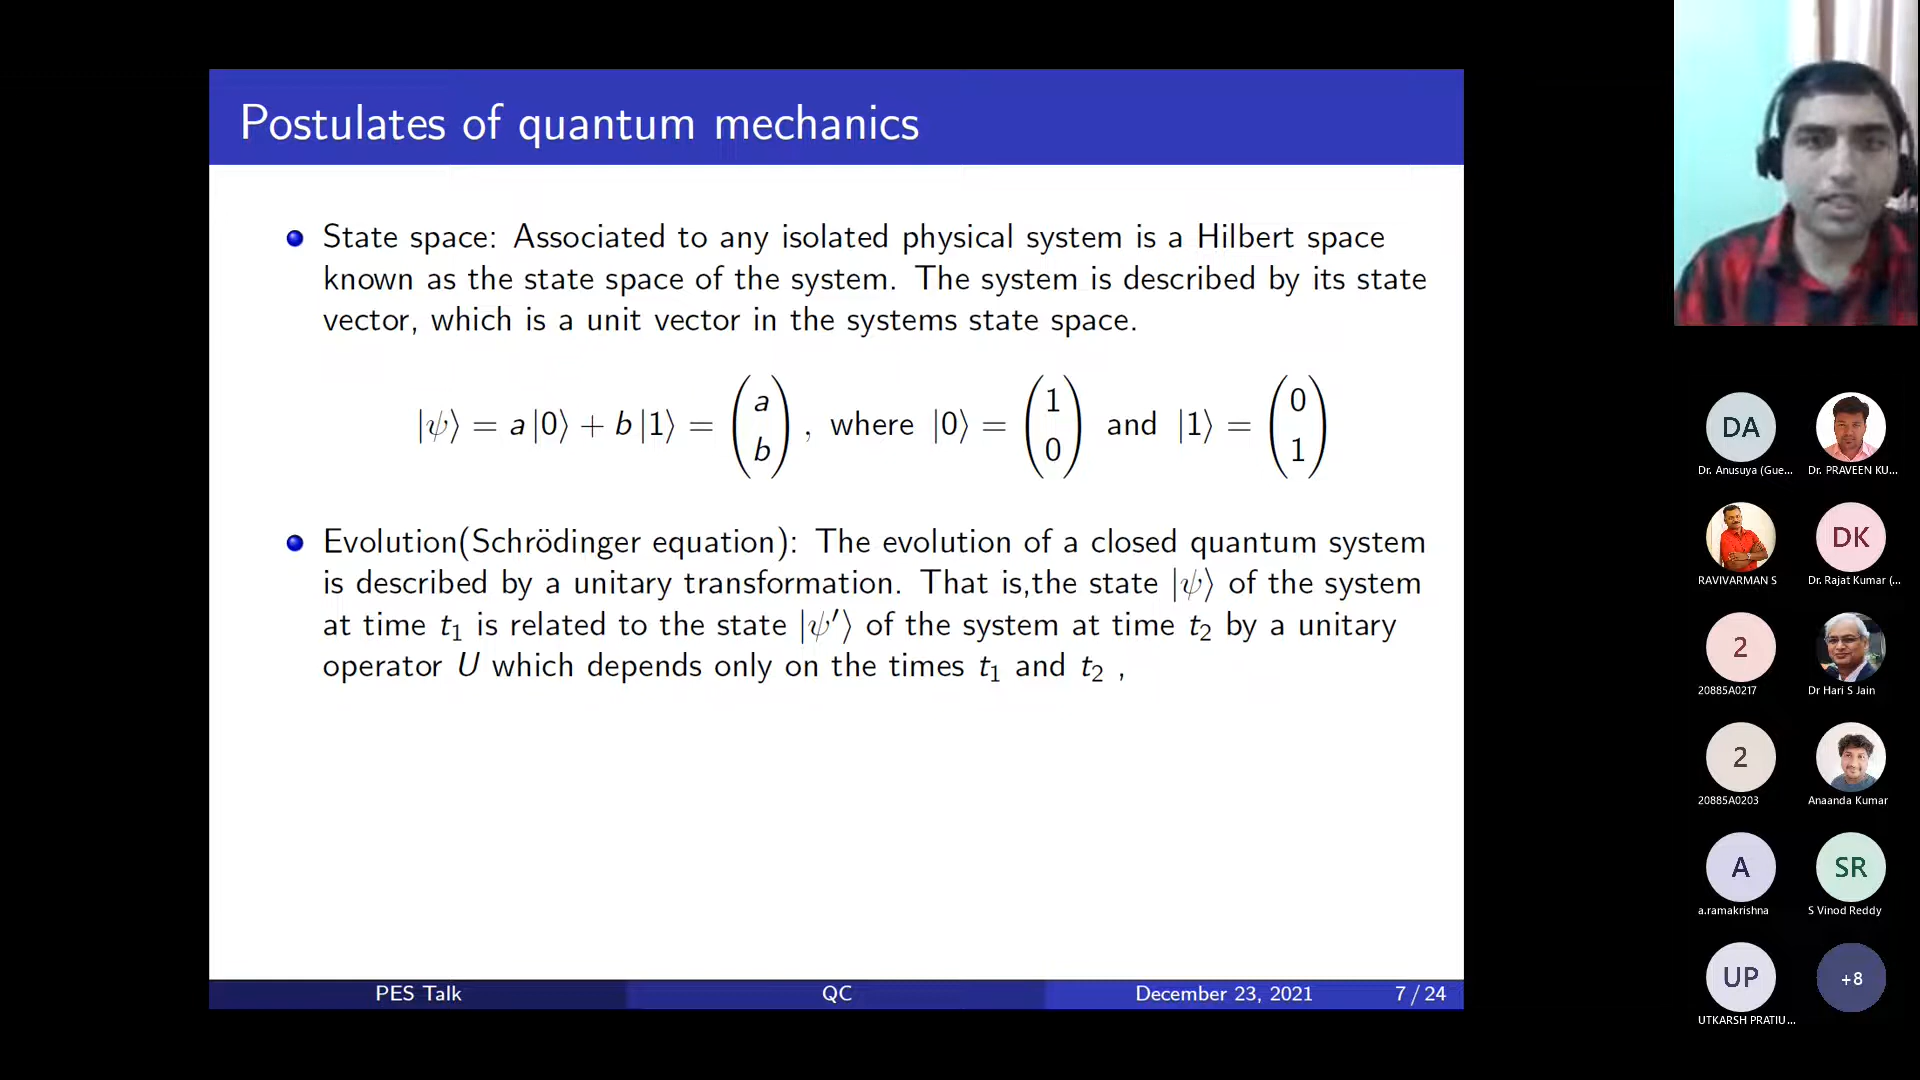 Postulates of quantum mechanics
State space: Associated to any isolated physical system is a Hilbert space
known as the state space of the system. The system is described by its state
vector, which is a unit vector in the systems state space.
|ψ⟩ = a |0⟩ + b |1⟩ = (a b) , where |0⟩ = (1 0) and |1⟩ = (0 1)
Evolution(Schrödinger equation): The evolution of a closed quantum system
is described by a unitary transformation. That is,the state |ψ⟩ of the system
at time t₁ is related to the state |ψ′⟩ of the system at time t₂ by a unitary
operator U which depends only on the times t₁ and t₂ ,
PES Talk QC December 23, 2021 7 / 24
DA
Dr. Anusuya (Gue... Dr. PRAVEEN KU...
DK
RAVIVARMAN S Dr. Rajat Kumar (...
2
20885A0217 Dr Hari S Jain
2
20885A0203 Anaanda Kumar
A SR
a.ramakrishna S Vinod Reddy
UP +8
UTKARSH PRATIU...